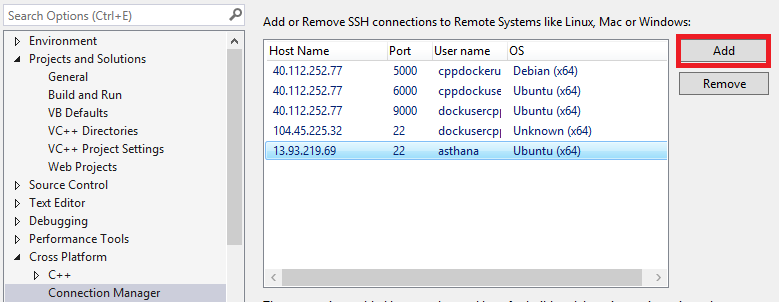 Search Options (Ctrl+E)
Environment
Projects and Solutions
General
Build and Run
VB Defaults
VC++ Directories
VC++ Project Settings
Web Projects
Source Control
Text Editor
Debugging
Performance Tools
Cross Platform
C++
Connection Manager
Add or Remove SSH connections to Remote Systems like Linux, Mac or Windows:
Host Name Port User name OS
40.112.252.77 5000 cppdockeru Debian (x64)
40.112.252.77 6000 cppdockuse Ubuntu (x64)
40.112.252.77 9000 dockusercpp Ubuntu (x64)
104.45.225.32 22 dockusercpp Unknown (x64)
13.93.219.69 22 asthana Ubuntu (x64)
Add
Remove